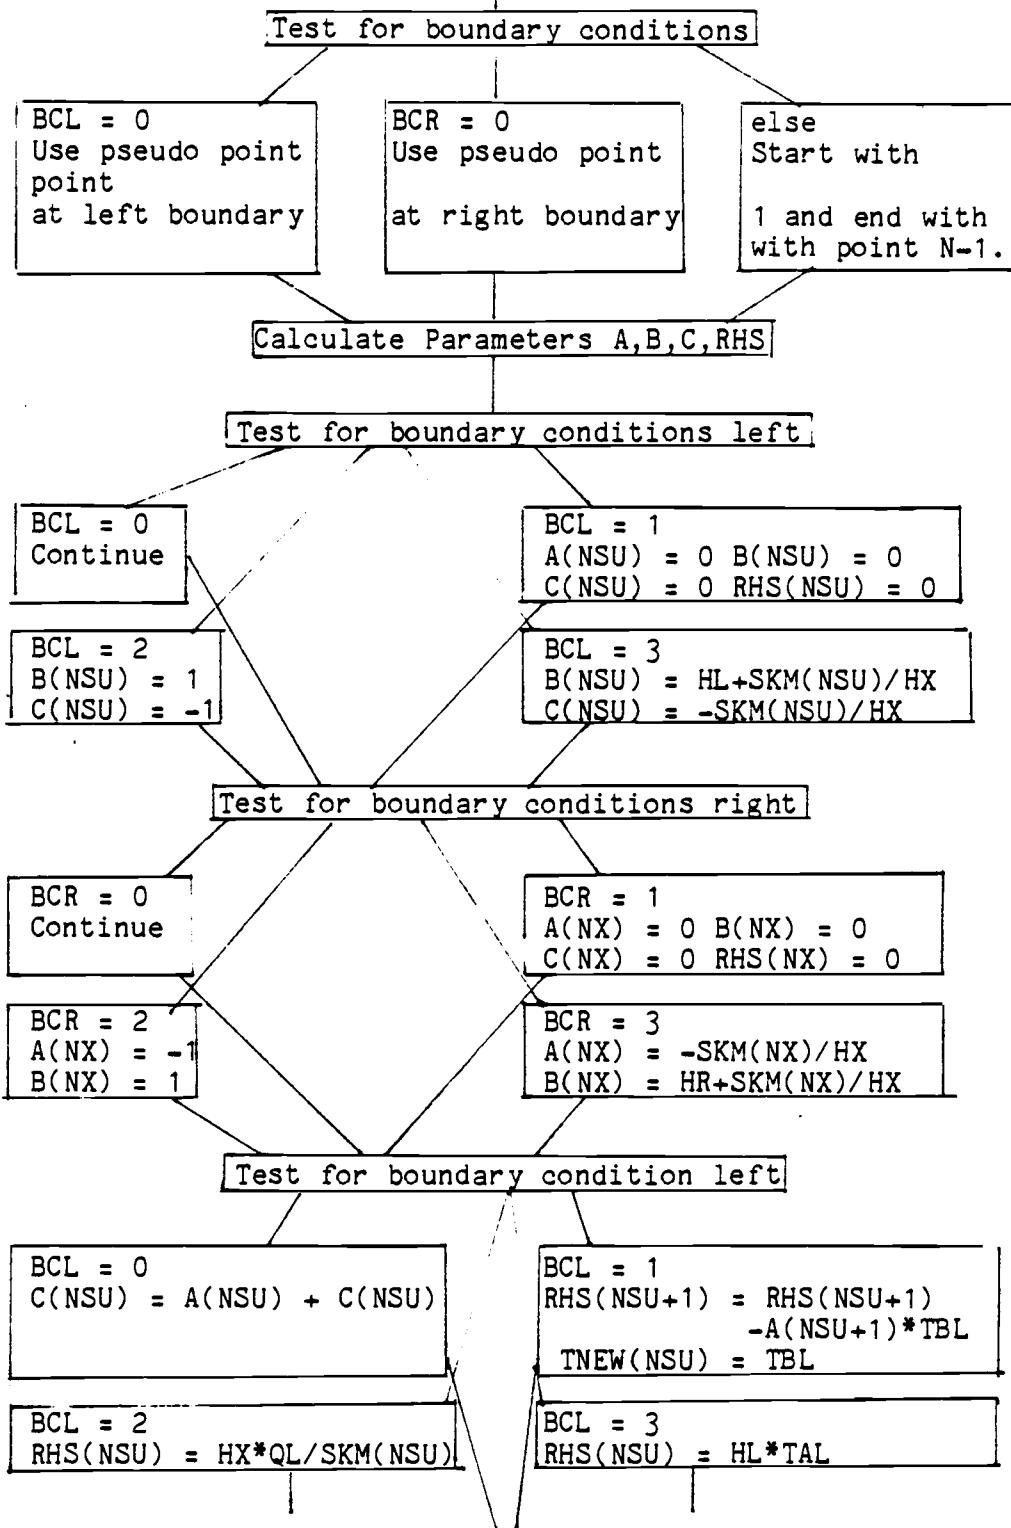 Test for boundary conditions
BCL = 0
Use pseudo point
point
at left boundary
BCR = 0
Use pseudo point
at right boundary
else
Start with
1 and end with
with point N-1.
Calculate Parameters A,B,C,RHS
Test for boundary conditions left
BCL = 0
Continue
BCL = 1
A(NSU) = 0 B(NSU) = 0
C(NSU) = 0 RHS(NSU) = 0
BCL = 2
B(NSU) = 1
C(NSU) = -1
BCL = 3
B(NSU) = HL+SKM(NSU)/HX
C(NSU) = -SKM(NSU)/HX
Test for boundary conditions right
BCR = 0
Continue
BCR = 1
A(NX) = 0 B(NX) = 0
C(NX) = 0 RHS(NX) = 0
BCR = 2
A(NX) = -1
B(NX) = 1
BCR = 3
A(NX) = -SKM(NX)/HX
B(NX) = HR+SKM(NX)/HX
Test for boundary condition left
BCL = 0
C(NSU) = A(NSU) + C(NSU)
BCL = 1
RHS(NSU+1) = RHS(NSU+1)
-A(NSU+1)*TBL
TNEW(NSU) = TBL
BCL = 2
RHS(NSU) = HX*QL/SKM(NSU)
BCL = 3
RHS(NSU) = HL*TAL